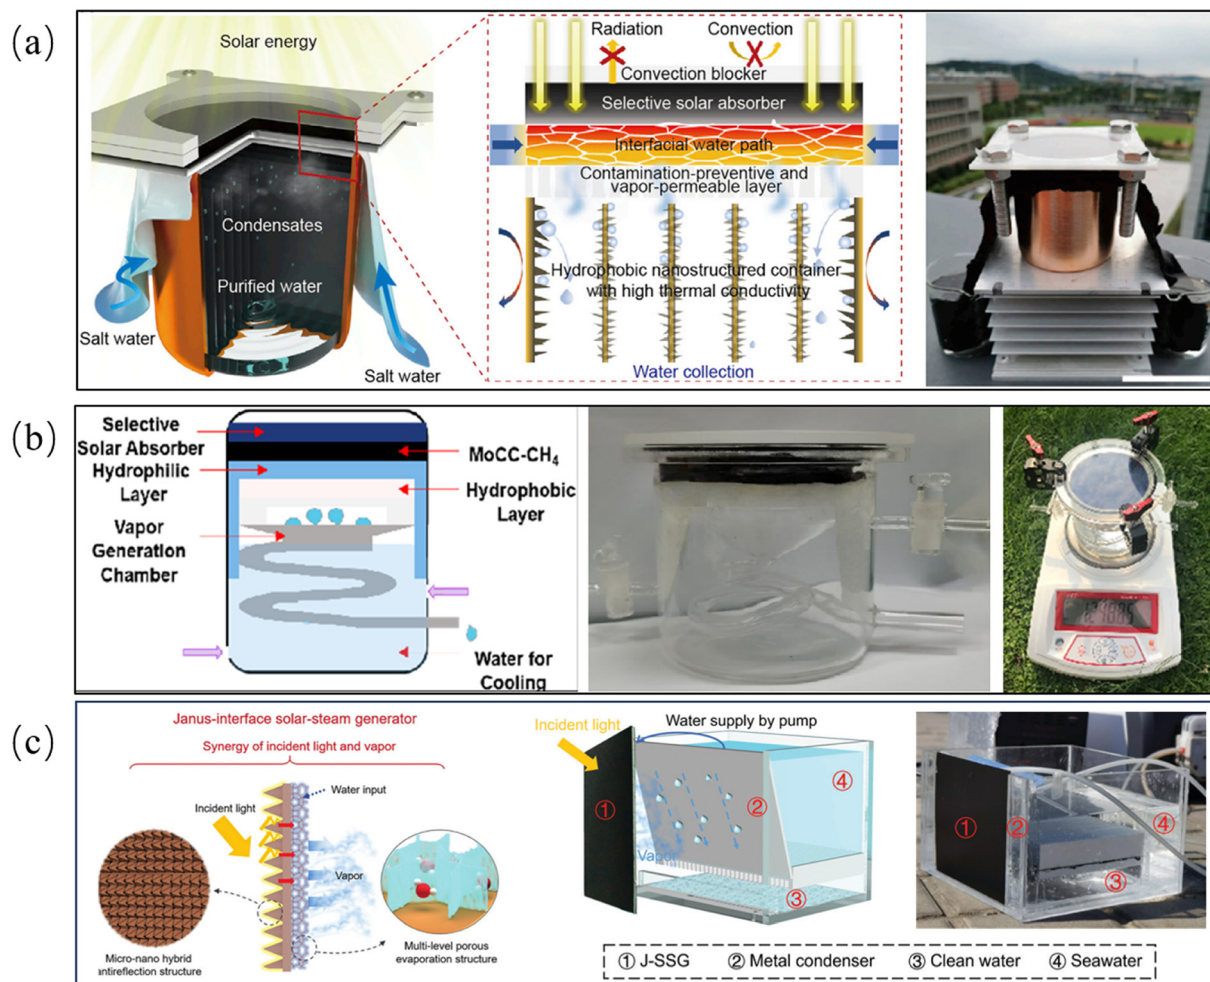 (a)
Solar energy
Condensates
Purified water
Salt water
Salt water
Radiation
Convection
Convection blocker
Selective solar absorber
Interfacial water path
Contamination-preventive and
vapor-permeable layer
Hydrophobic nanostructured container
with high thermal conductivity
Water collection
(b)
Selective
Solar Absorber
Hydrophilic
Layer
Vapor
Generation
Chamber
MoCC-CH4
Hydrophobic
Layer
Water for
Cooling
(c)
Janus-interface solar-steam generator
Synergy of incident light and vapor
Incident light
Water input
Vapor
Micro-nano hybrid
antireflection structure
Multi-level porous
evaporation structure
Incident light
Water supply by pump
Vapor
①
②
③
④
①
②
③
④
① J-SSG
② Metal condenser
③ Clean water
④ Seawater